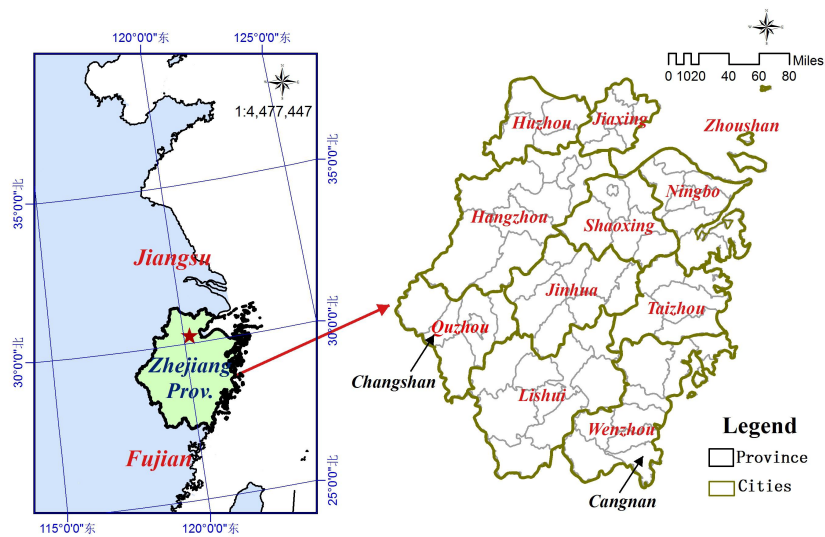 120°0'0"东
125°0'0"东
1:4,477,447
35°0'0"北
35°0'0"北
30°0'0"北
30°0'0"北
25°0'0"北
115°0'0"东
120°0'0"东
Jiangsu
Zhejiang
Prov.
Fujian
Miles
0 1020 40 60 80
Huzhou
Jiaxing
Zhoushan
Ningbo
Hangzhou
Shaoxing
Jinhua
Taizhou
Quzhou
Changshan
Lishui
Wenzhou
Cangnan
Legend
Province
Cities